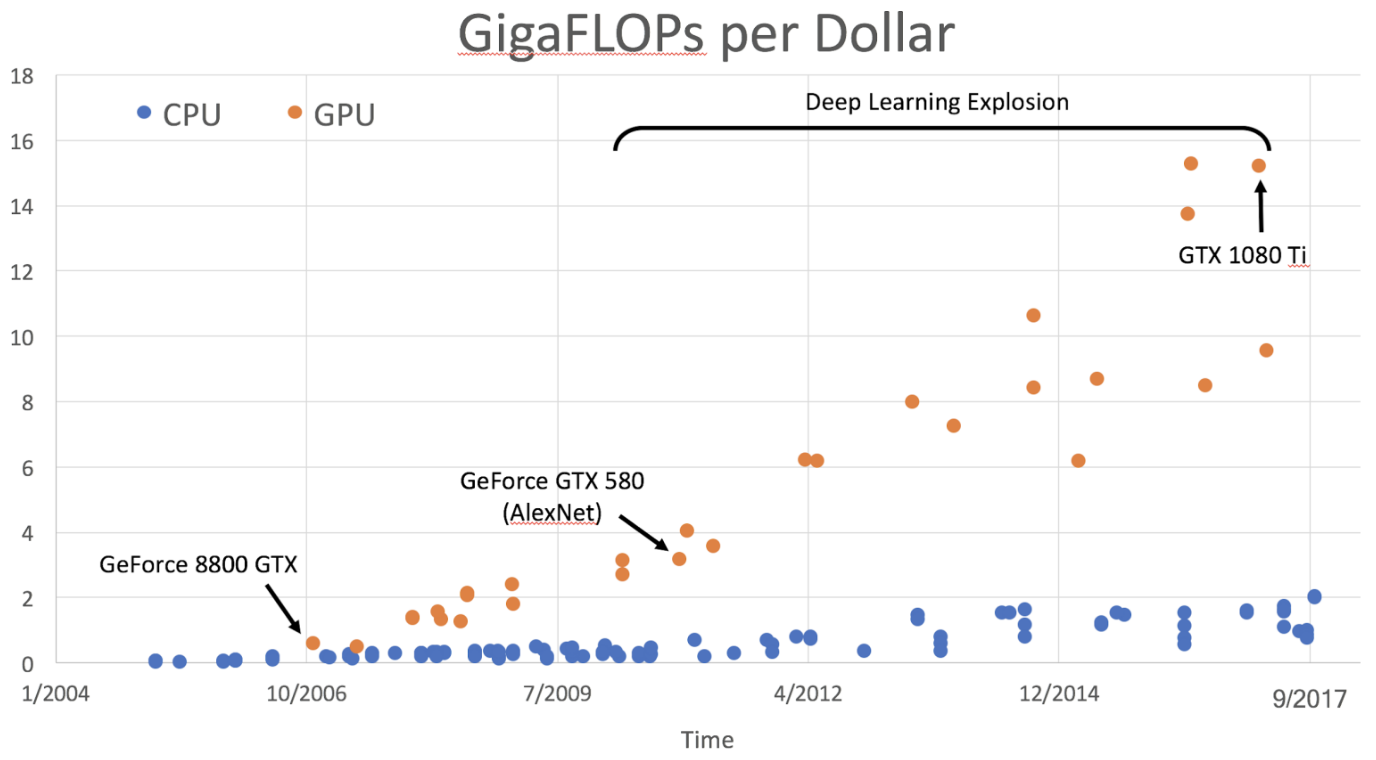 GigaFLOPs per Dollar
18
CPU
GPU
Deep Learning Explosion
16
14
GTX 1080 Ti
12
10
8
6
GeForce GTX 580
(AlexNet)
4
GeForce 8800 GTX
2
0
1/2004
10/2006
7/2009
4/2012
12/2014
9/2017
Time